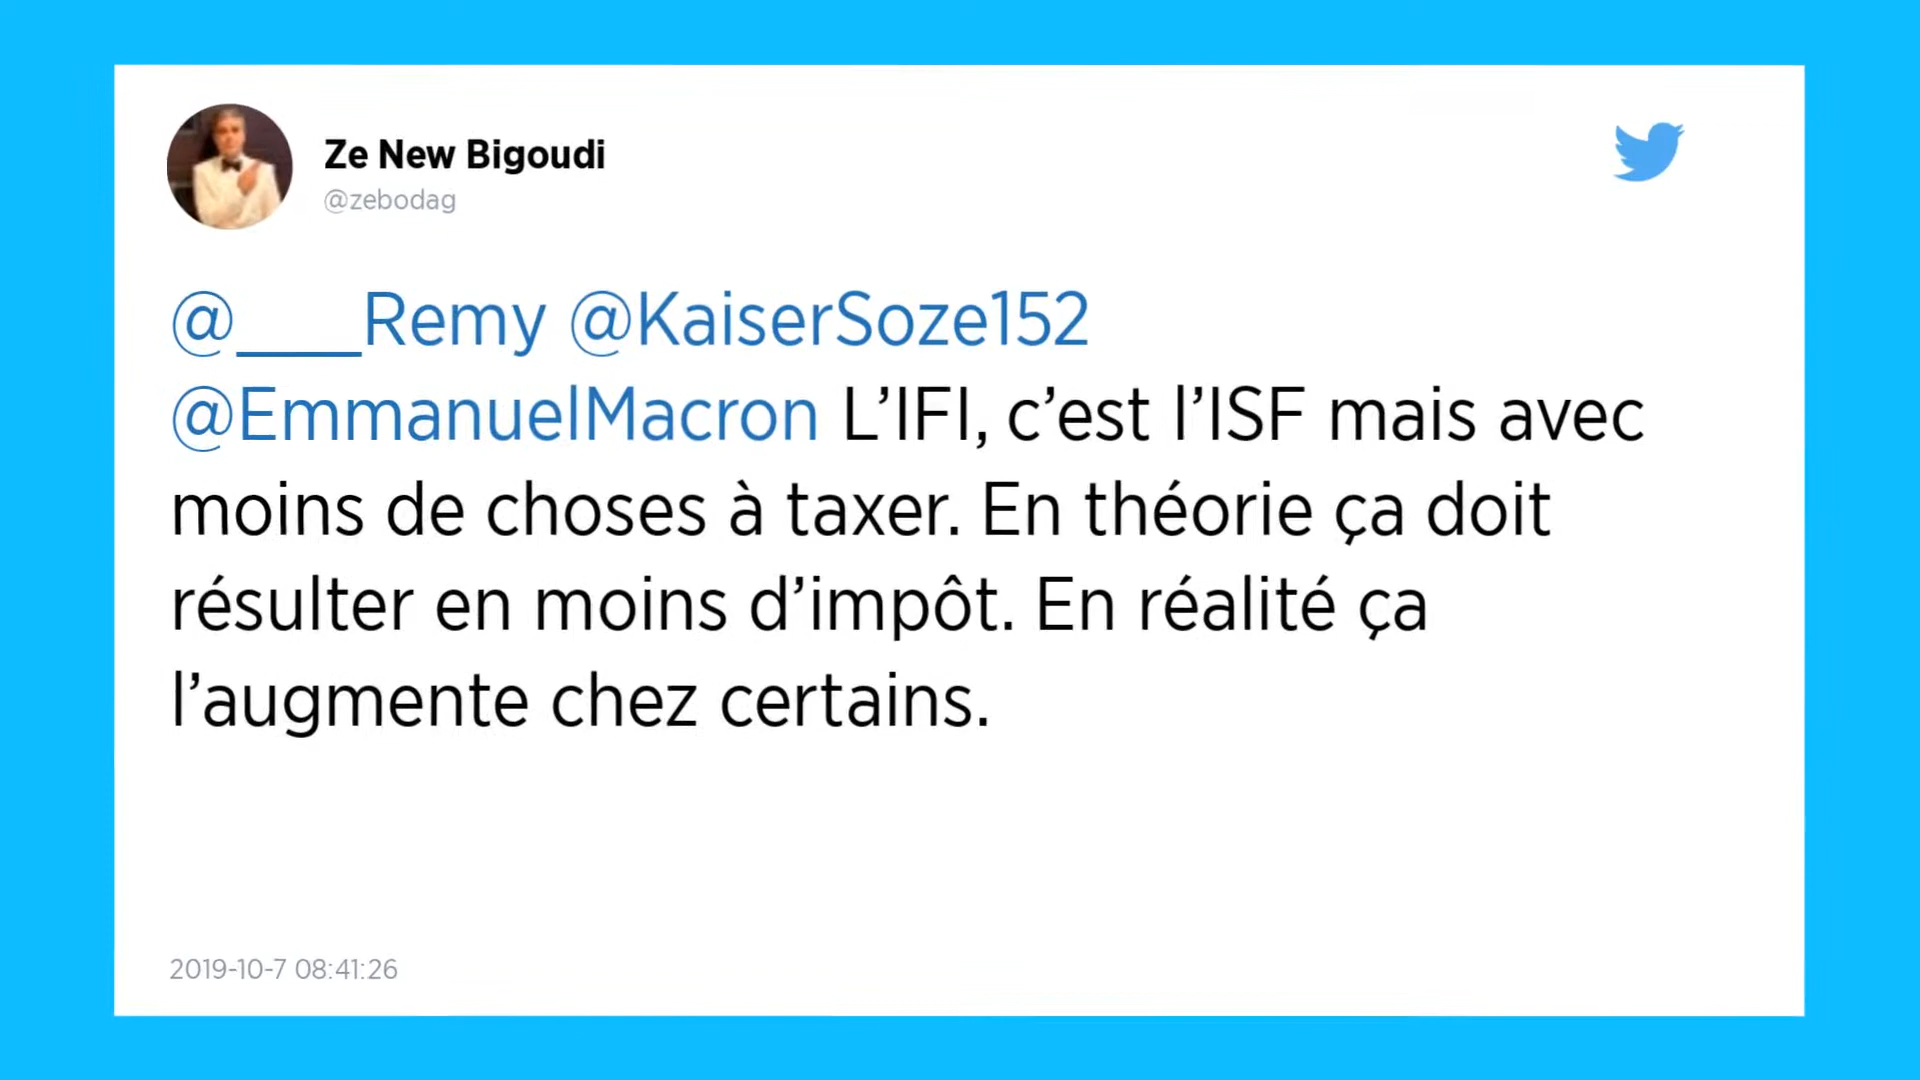 Ze New Bigoudi
@zebodag
@___Remy @KaiserSoze152
@EmmanuelMacron L’IFI, c’est l’ISF mais avec
moins de choses à taxer. En théorie ça doit
résulter en moins d’impôt. En réalité ça
l’augmente chez certains.
2019-10-7 08:41:26